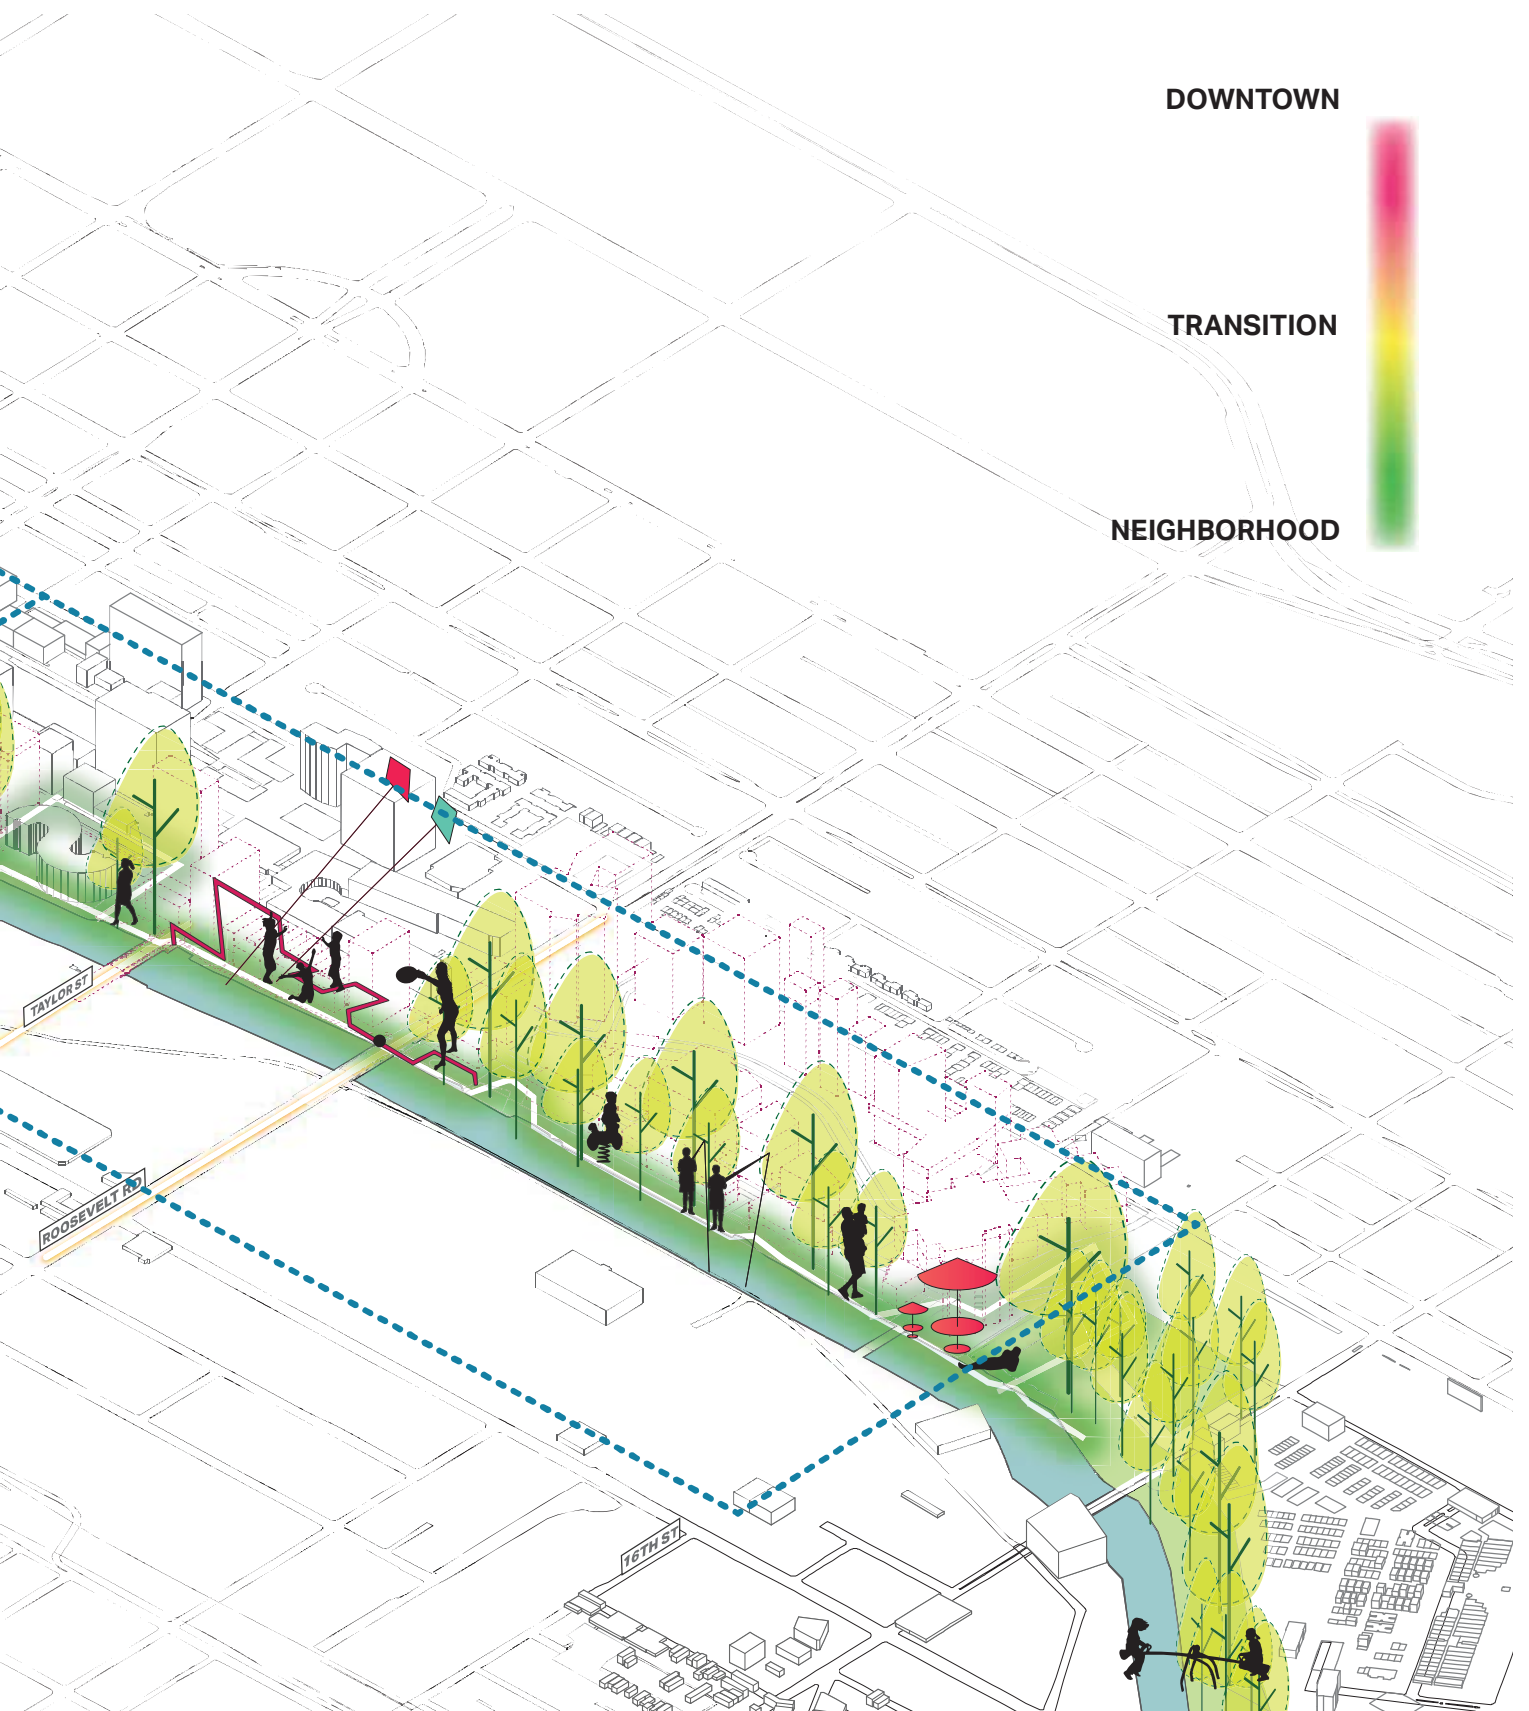 DOWNTOWN
TRANSITION
NEIGHBORHOOD
TAYLOR ST
ROOSEVELT RD
16TH ST